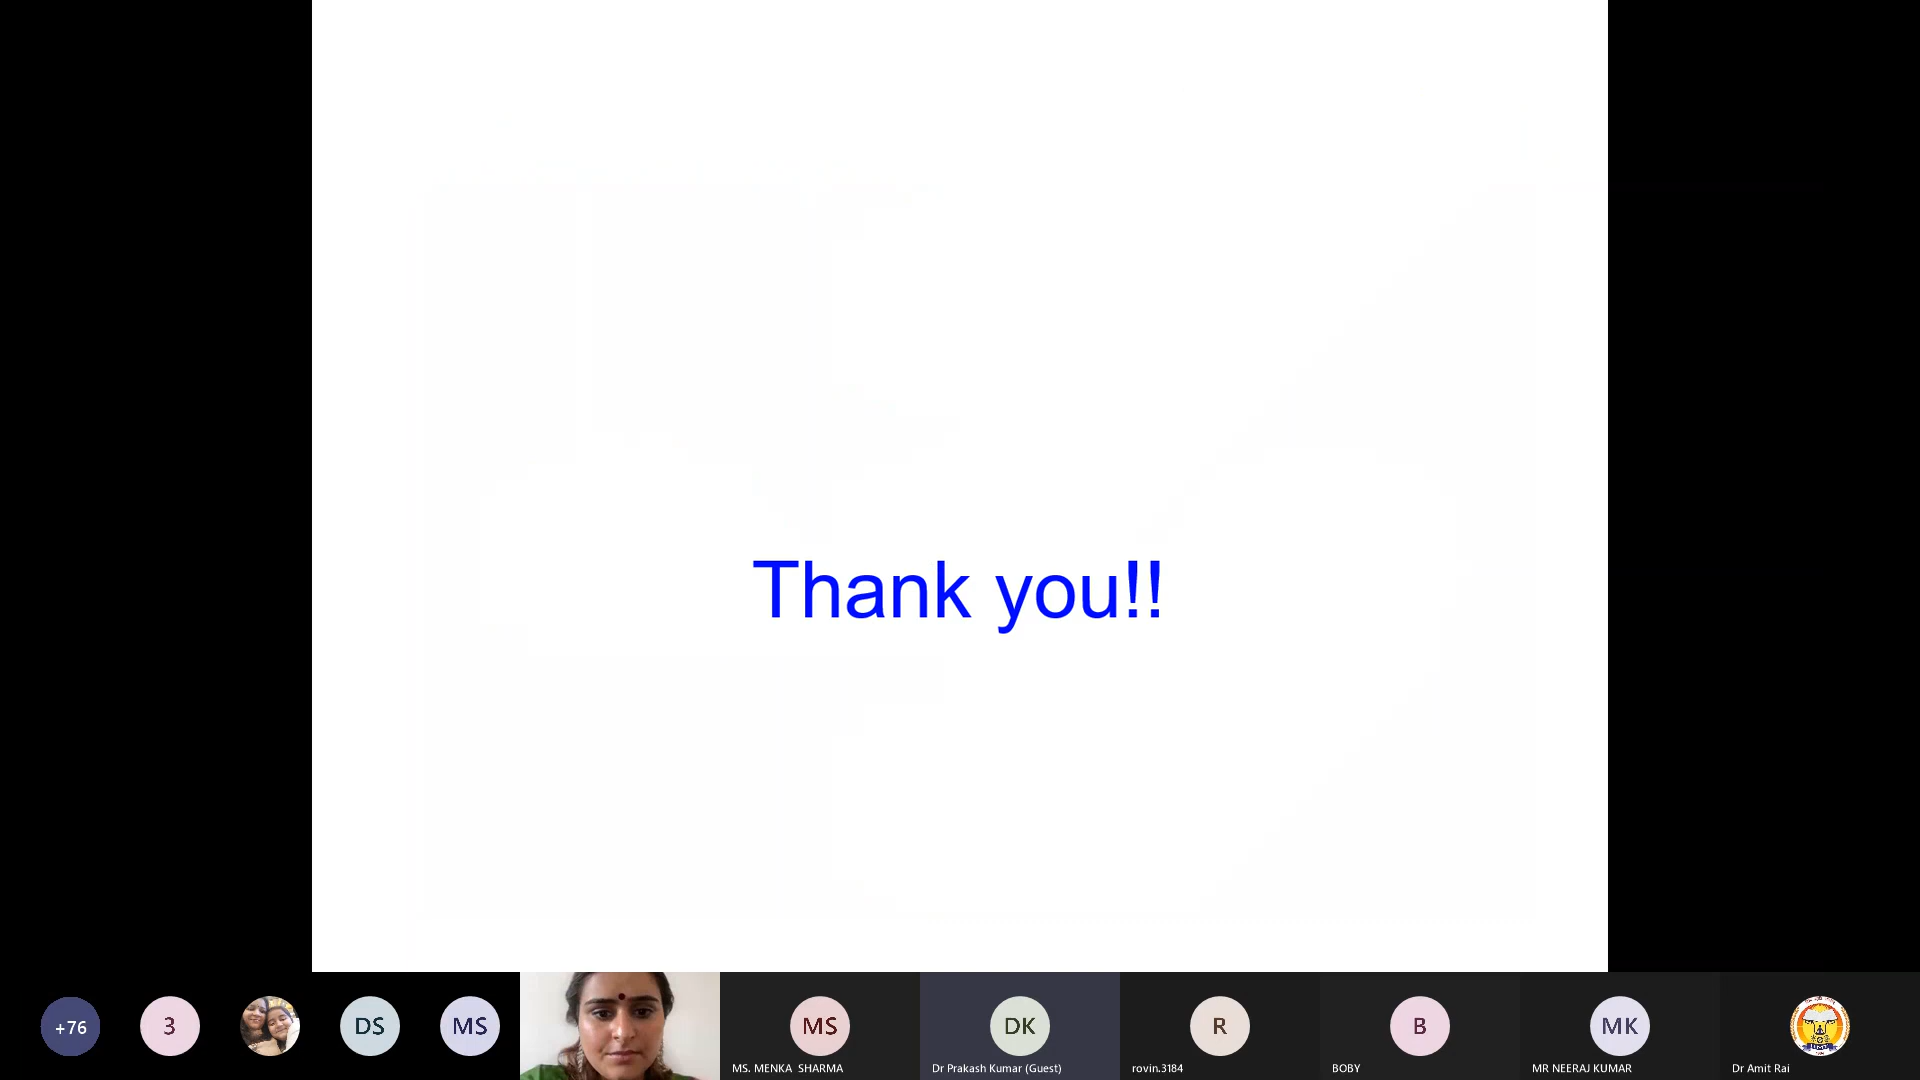 Thank you!!
+76
3
DS
MS
MS
DK
R
B
MK
MS. MENKA SHARMA
Dr Prakash Kumar (Guest)
rovin.3184
BOBY
MR NEERAJ KUMAR
Dr Amit Rai